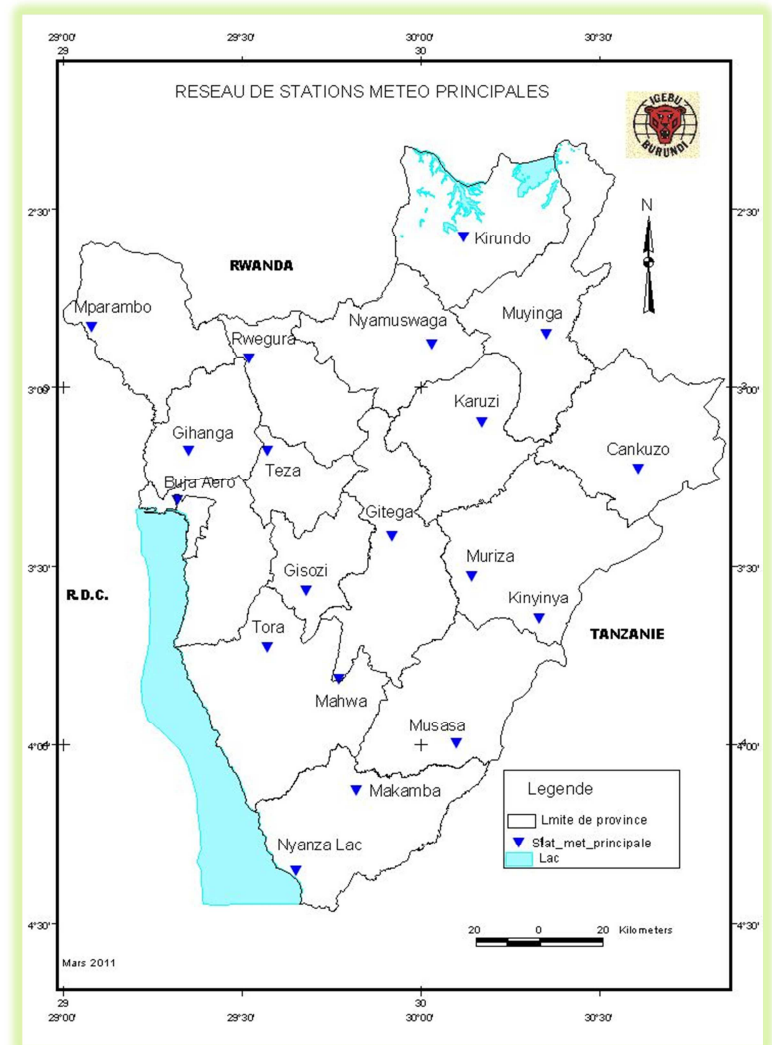 29°00' 29°30' 30°00' 30°30'
29 30
RESEAU DE STATIONS METEO PRINCIPALES
IGEBU
BURUNDI
N
2°30' 2°30'
Kirundo
RWANDA
Mparambo
Nyamuswaga
Muyinga
Rwegura
3°00' 3°00'
Karuzi
Gihanga
Teza
Cankuzo
Buja Aero
Gitega
3°30' 3°30'
Muriza
Gisozi
R.D.C.
Kinyinya
Tora
TANZANIE
Mahwa
Musasa
4°00' 4°00'
Makamba
Legende
Lmite de province
Stat_met_principale
Lac
Nyanza Lac
4°30' 4°30'
20 0 20 Kilometers
Mars 2011
29 30
29°00' 29°30' 30°00' 30°30'